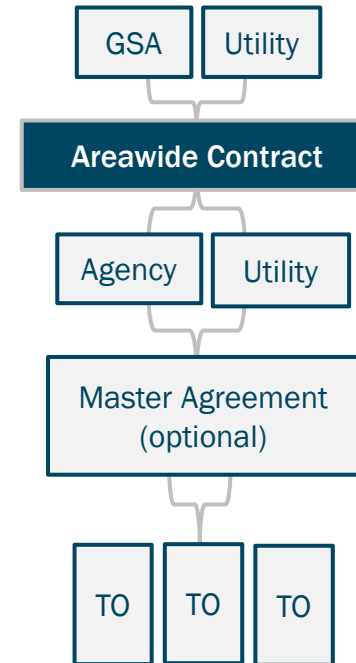 GSA Utility
Areawide Contract
Agency Utility
Master Agreement
(optional)
TO TO TO